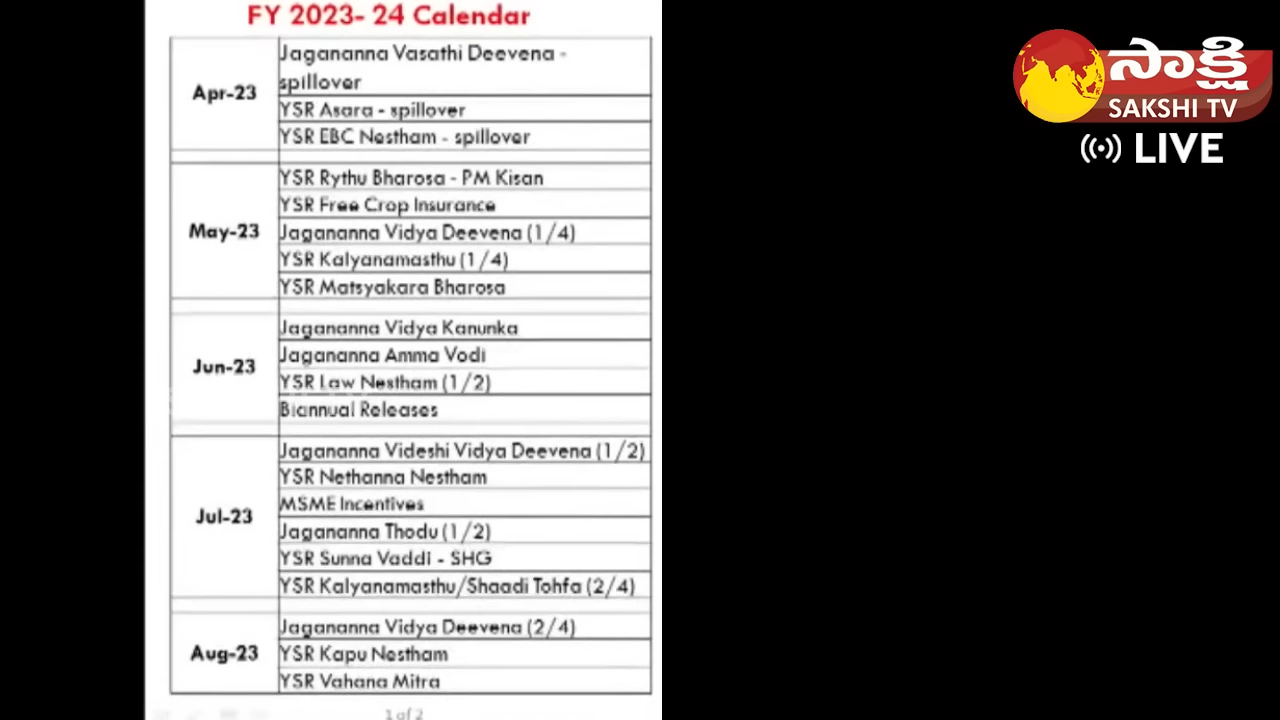 FY 2023- 24 Calendar
Apr-23
Jagananna Vasathi Deevena -
spillover
YSR Asara - spillover
YSR EBC Nestham - spillover
May-23
YSR Rythu Bharosa - PM Kisan
YSR Free Crop Insurance
Jagananna Vidya Deevena (1/4)
YSR Kalyanamasthu (1/4)
YSR Matsyakara Bharosa
Jun-23
Jagananna Vidya Kanunka
Jagananna Amma Vodi
YSR Law Nestham (1/2)
Biannual Releases
Jul-23
Jagananna Videshi Vidya Deevena (1/2)
YSR Nethanna Nestham
MSME Incentives
Jagananna Thodu (1/2)
YSR Sunna Vaddi - SHG
YSR Kalyanamasthu/Shaadi Tohfa (2/4)
Aug-23
Jagananna Vidya Deevena (2/4)
YSR Kapu Nestham
YSR Vahana Mitra
1 of 2
సాక్షి
SAKSHI TV
LIVE